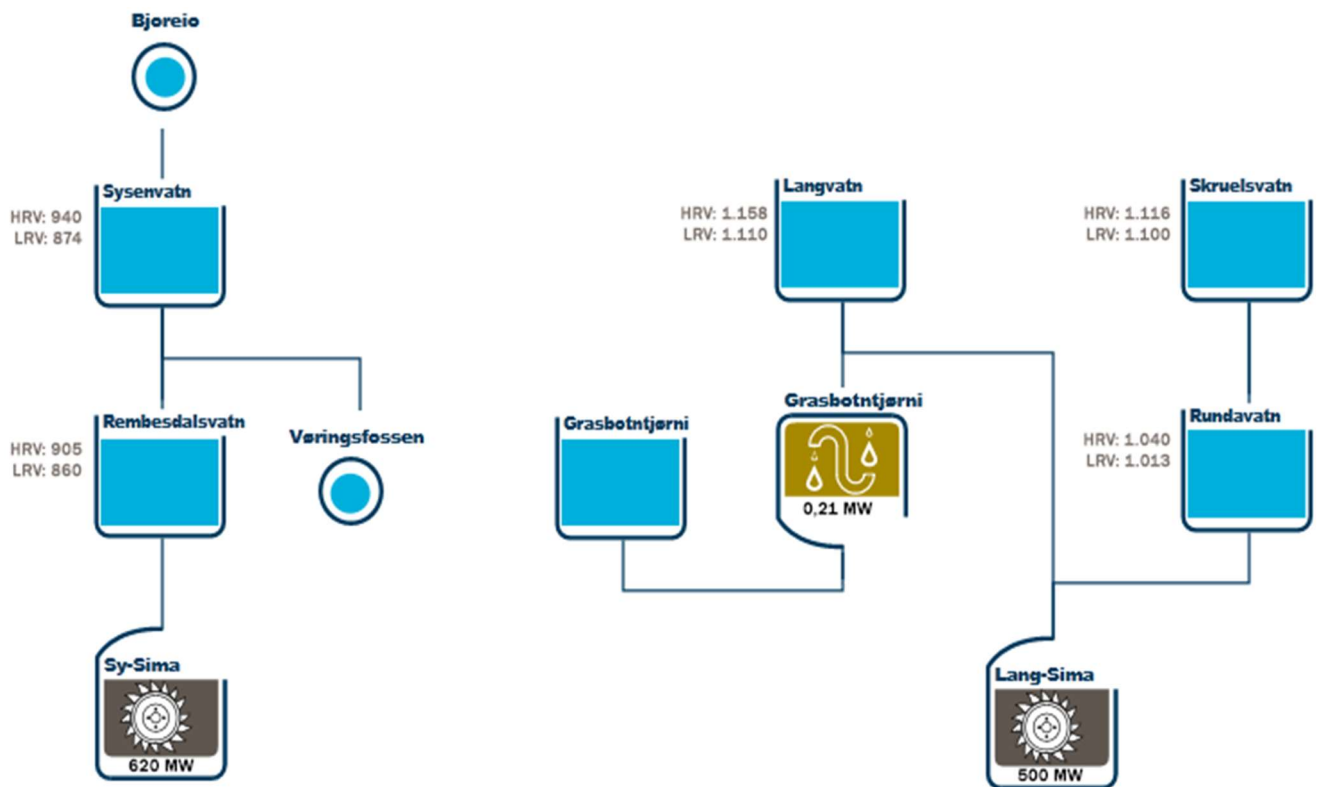 Bjoreio
Sysenvatn
HRV: 940
LRV: 874
Langvatn
HRV: 1.158
LRV: 1.110
Skruelsvatn
HRV: 1.116
LRV: 1.100
Rembesdalsvatn
HRV: 905
LRV: 860
Vøringsfossen
Grasbotntjørni
Grasbotntjørni
0,21 MW
Rundavatn
HRV: 1.040
LRV: 1.013
Sy-Sima
620 MW
Lang-Sima
500 MW